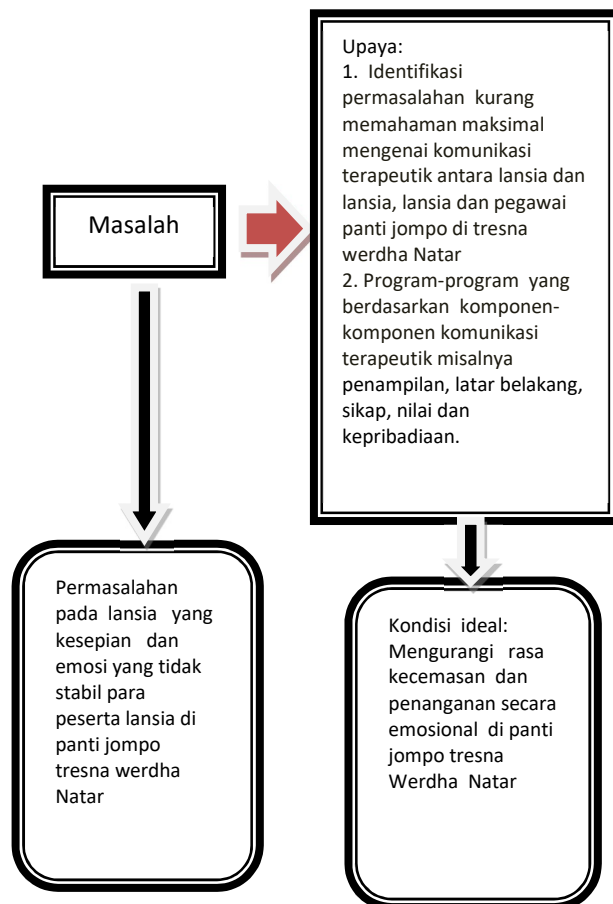 Masalah
Upaya:
1. Identifikasi
permasalahan kurang
memahaman maksimal
mengenai komunikasi
terapeutik antara lansia dan
lansia, lansia dan pegawai
panti jompo di tresna
werdha Natar
2. Program-program yang
berdasarkan komponen-
komponen komunikasi
terapeutik misalnya
penampilan, latar belakang,
sikap, nilai dan
kepribadiaan.
Permasalahan
pada lansia yang
kesepian dan
emosi yang tidak
stabil para
peserta lansia di
panti jompo
tresna werdha
Natar
Kondisi ideal:
Mengurangi rasa
kecemasan dan
penanganan secara
emosional di panti
jompo tresna
Werdha Natar